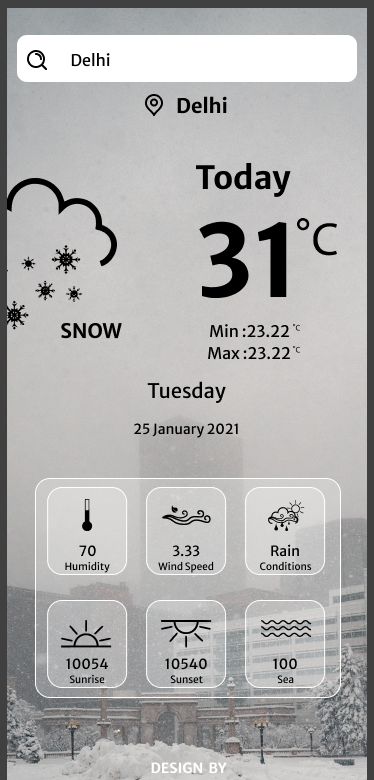 Delhi
Delhi
Today
31°C
SNOW
Min :23.22 °C
Max :23.22 °C
Tuesday
25 January 2021
70
Humidity
3.33
Wind Speed
Rain
Conditions
10054
Sunrise
10540
Sunset
100
Sea
DESIGN BY